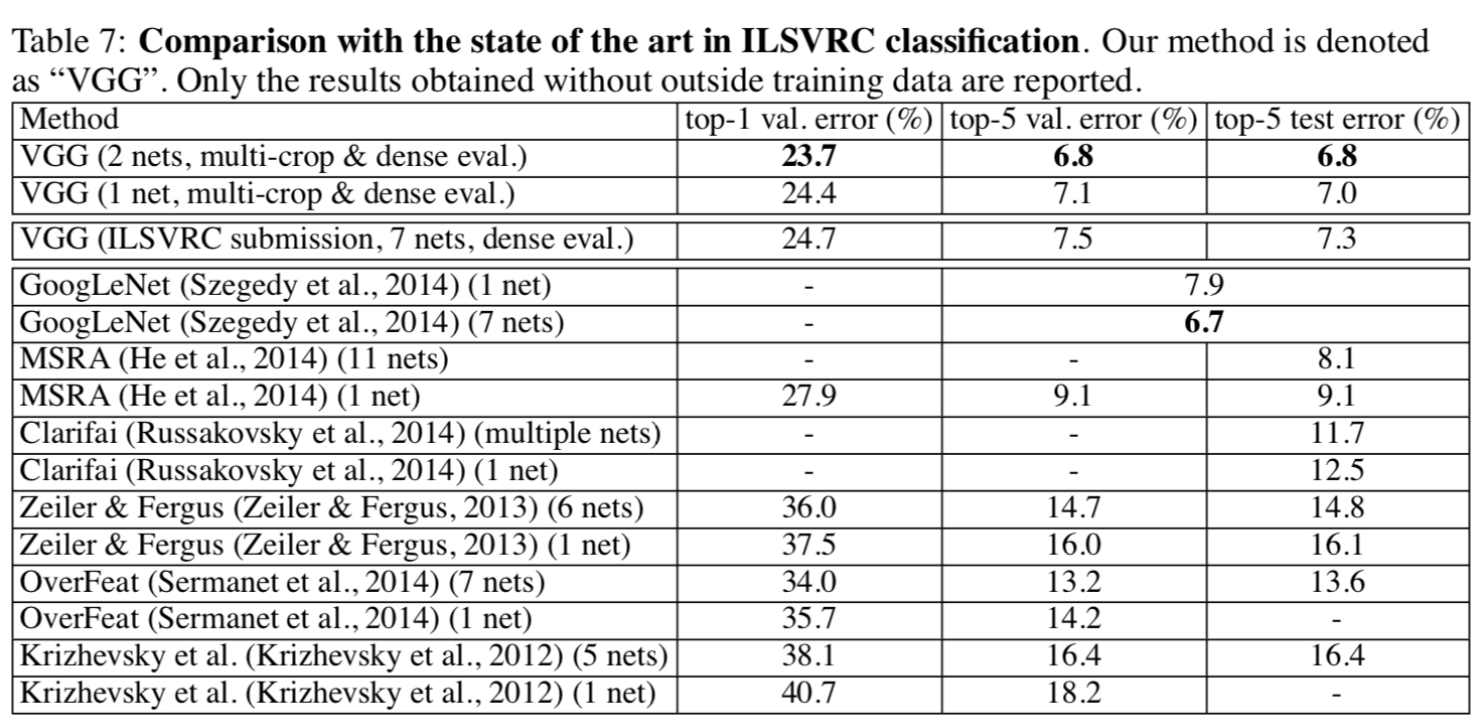 Table 7: Comparison with the state of the art in ILSVRC classification. Our method is denoted
as “VGG”. Only the results obtained without outside training data are reported.
Method top-1 val. error (%) top-5 val. error (%) top-5 test error (%)
VGG (2 nets, multi-crop & dense eval.) 23.7 6.8 6.8
VGG (1 net, multi-crop & dense eval.) 24.4 7.1 7.0
VGG (ILSVRC submission, 7 nets, dense eval.) 24.7 7.5 7.3
GoogLeNet (Szegedy et al., 2014) (1 net) - 7.9
GoogLeNet (Szegedy et al., 2014) (7 nets) - 6.7
MSRA (He et al., 2014) (11 nets) - - 8.1
MSRA (He et al., 2014) (1 net) 27.9 9.1 9.1
Clarifai (Russakovsky et al., 2014) (multiple nets) - - 11.7
Clarifai (Russakovsky et al., 2014) (1 net) - - 12.5
Zeiler & Fergus (Zeiler & Fergus, 2013) (6 nets) 36.0 14.7 14.8
Zeiler & Fergus (Zeiler & Fergus, 2013) (1 net) 37.5 16.0 16.1
OverFeat (Sermanet et al., 2014) (7 nets) 34.0 13.2 13.6
OverFeat (Sermanet et al., 2014) (1 net) 35.7 14.2 -
Krizhevsky et al. (Krizhevsky et al., 2012) (5 nets) 38.1 16.4 16.4
Krizhevsky et al. (Krizhevsky et al., 2012) (1 net) 40.7 18.2 -